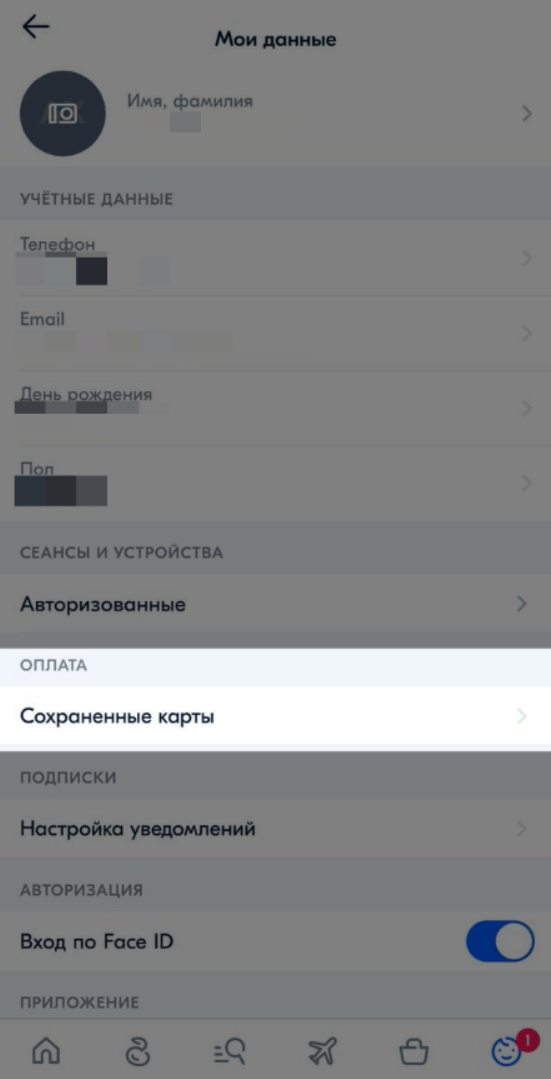 Мои данные
Имя, фамилия
УЧЁТНЫЕ ДАННЫЕ
Телефон
Email
День рождения
Пол
СЕАНСЫ И УСТРОЙСТВА
Авторизованные
ОПЛАТА
Сохраненные карты
ПОДПИСКИ
Настройка уведомлений
АВТОРИЗАЦИЯ
Вход по Face ID
ПРИЛОЖЕНИЕ
1